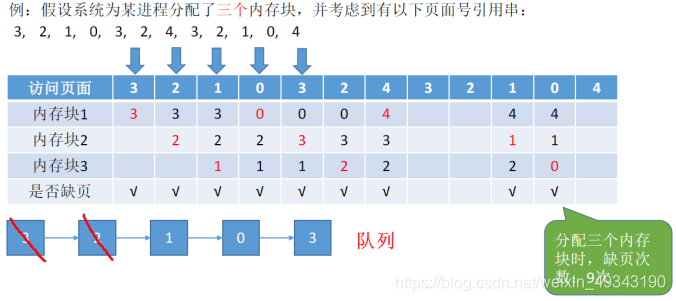 例：假设系统为某进程分配了三个内存块，并考虑到有以下页面号引用串：
3, 2, 1, 0, 3, 2, 4, 3, 2, 1, 0, 4
访问页面 3 2 1 0 3 2 4 3 2 1 0 4
内存块1 3 3 3 0 0 0 4 4 4
内存块2 2 2 2 3 3 3 1 1
内存块3 1 1 1 2 2 2 0
是否缺页 √ √ √ √ √ √ √ √ √
3 2 1 0 3 队列
分配三个内存
块时，缺页次
数：9次
https://blog.csdn.net/weixin_49343190